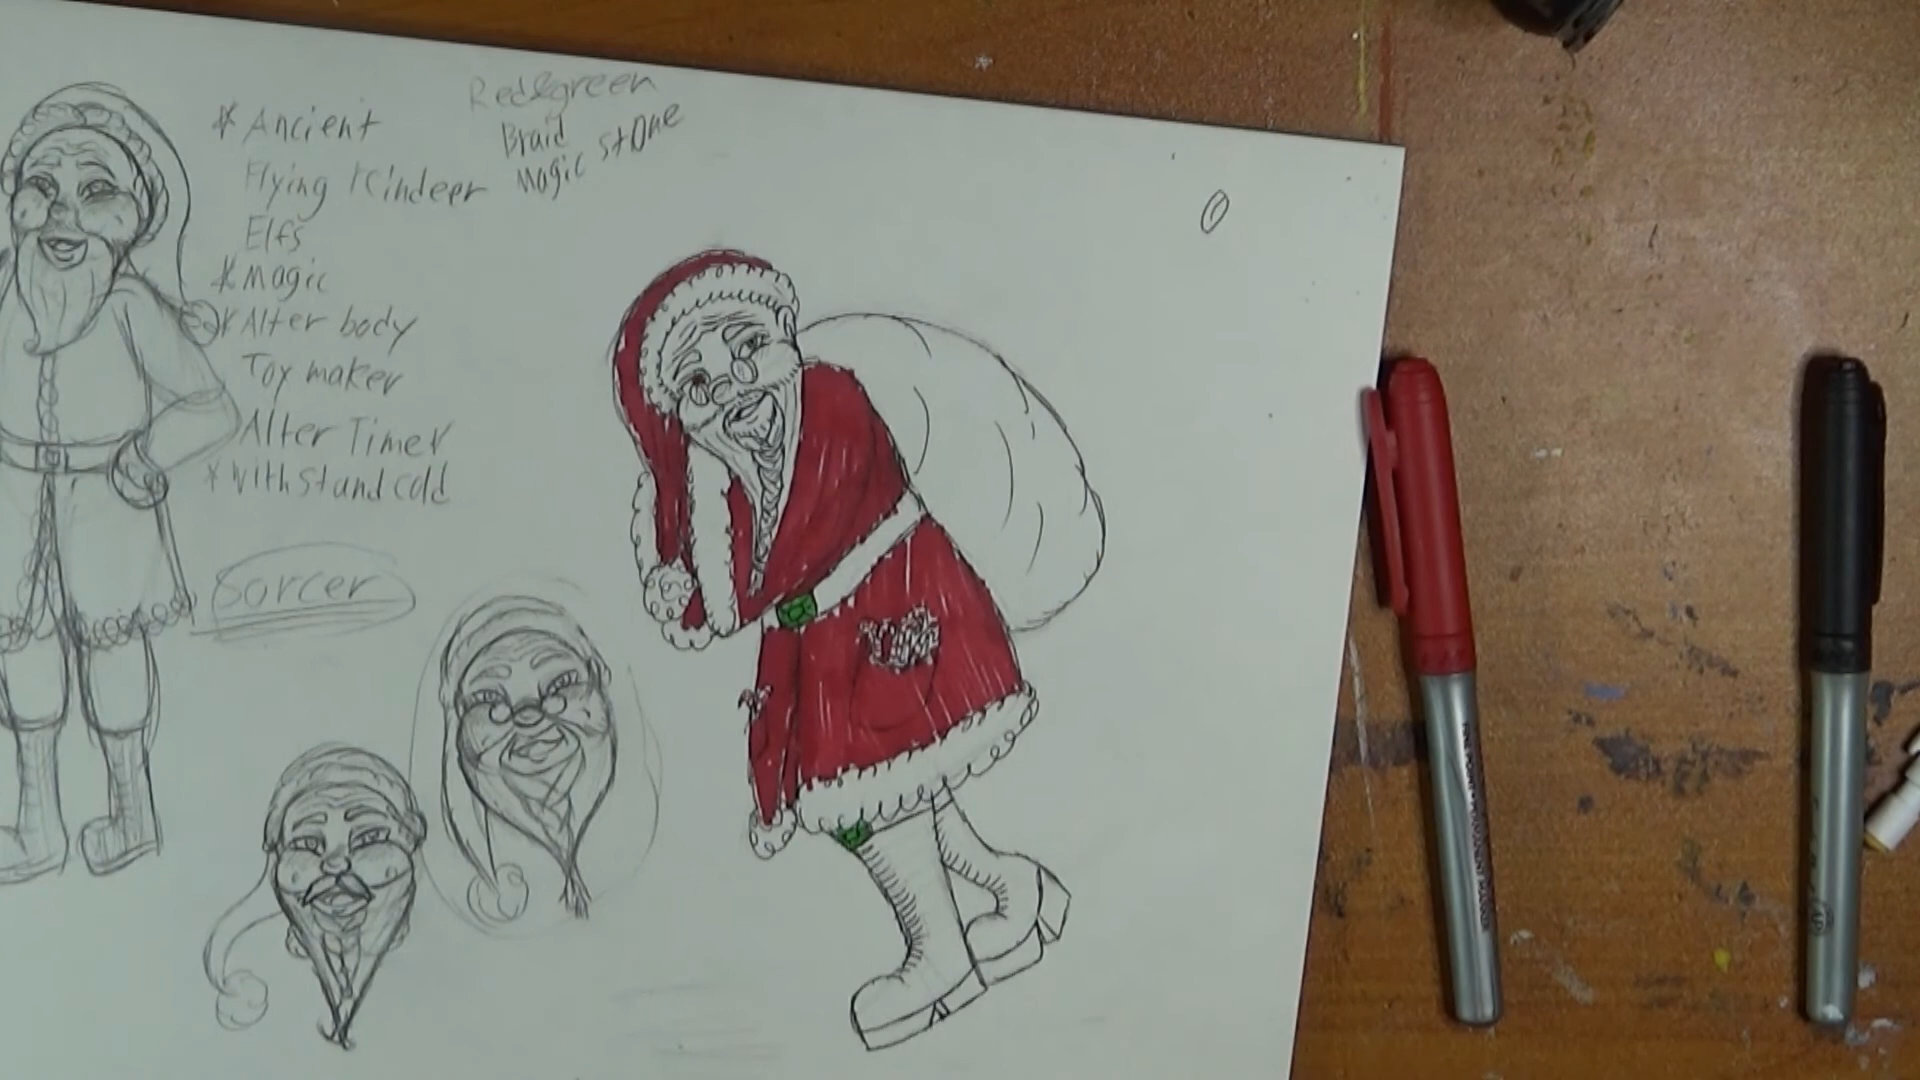 * Ancient
Flying reindeer
Elfs
* Magic
* Alter body
Toy maker
Alter Time
* with stand cold
Sorcer
Red&green
Braid
Magic stone